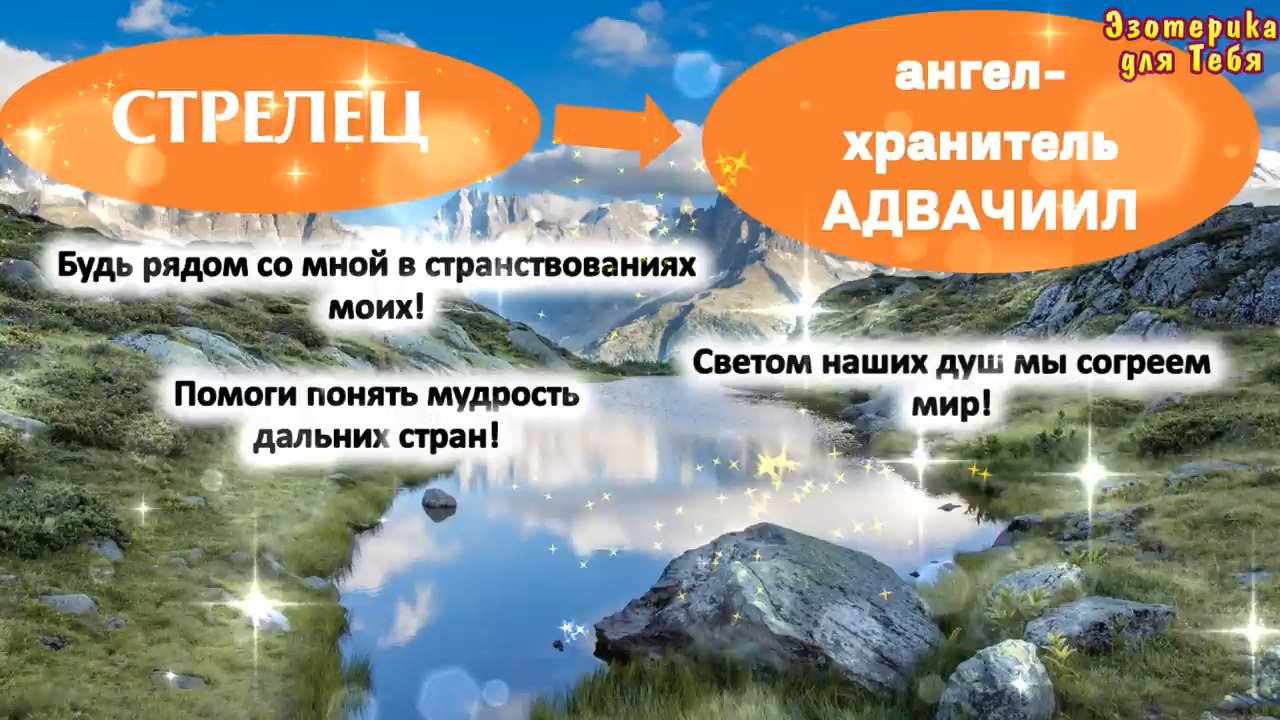 Эзотерика
для Тебя
СТРЕЛЕЦ
ангел-
хранитель
АДВАЧИИЛ
Будь рядом со мной в странствованиях
моих!
Помоги понять мудрость
дальних стран!
Светом наших душ мы согреем
мир!